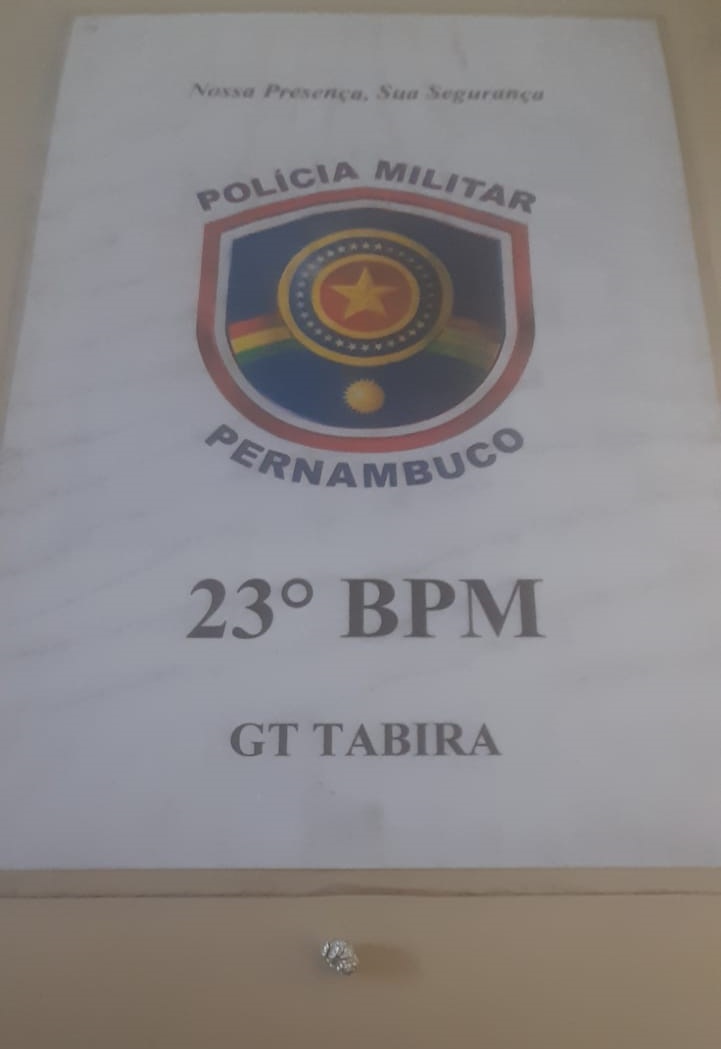 Nossa Presença, Sua Segurança
POLÍCIA MILITAR
PERNAMBUCO
23° BPM
GT TABIRA